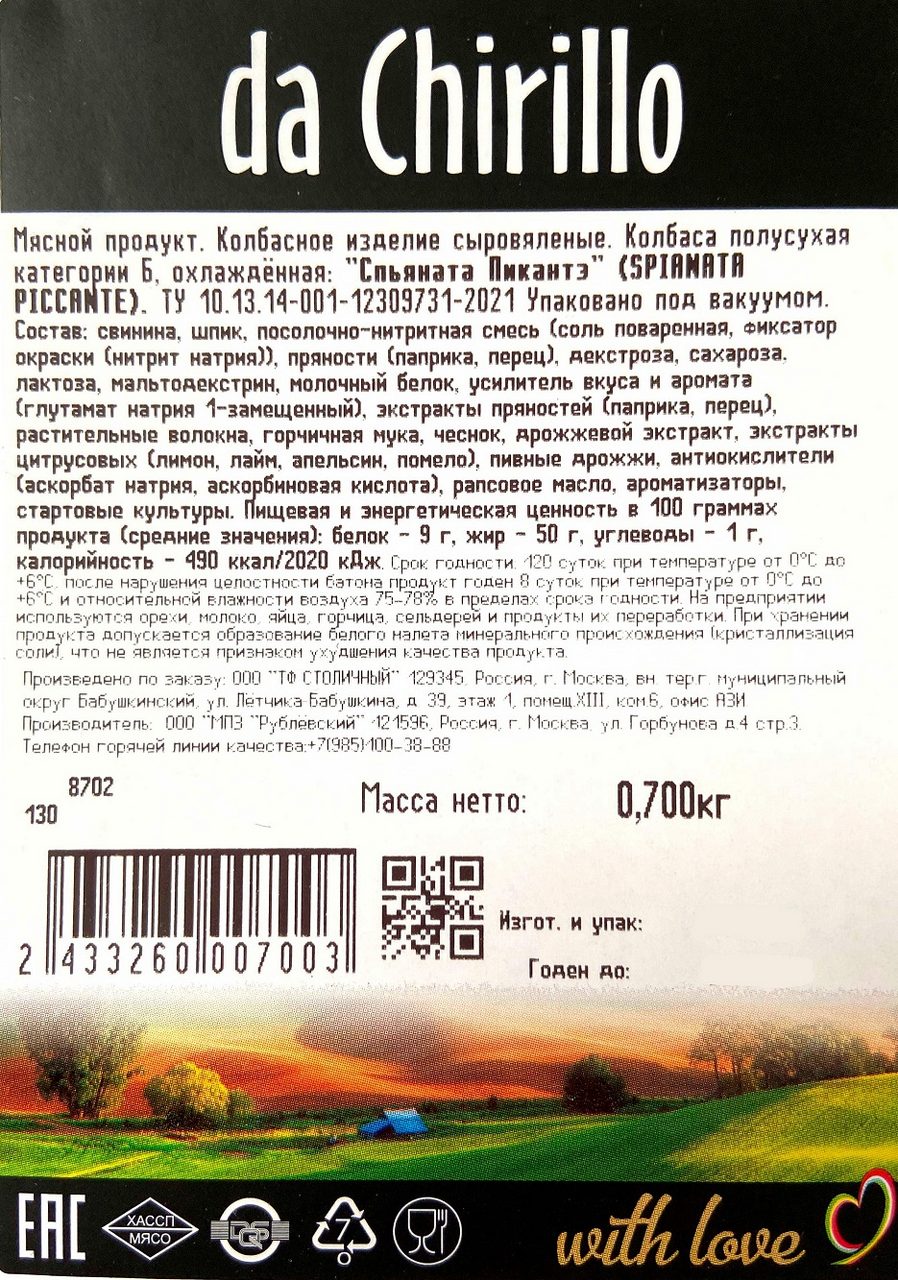 da Chirillo
Мясной продукт. Колбасное изделие сыровяленые. Колбаса полусухая
категории Б, охлаждённая: "Спьяната Пикантэ" (SPIANATA
PICCANTE). ТУ 10.13.14-001-12309731-2021 Упаковано под вакуумом.
Состав: свинина, шпик, посолочно-нитритная смесь (соль поваренная, фиксатор
окраски (нитрит натрия)), пряности (паприка, перец), декстроза, сахароза,
лактоза, мальтодекстрин, молочный белок, усилитель вкуса и аромата
(глутамат натрия 1-замещенный), экстракты пряностей (паприка, перец),
растительные волокна, горчичная мука, чеснок, дрожжевой экстракт, экстракты
цитрусовых (лимон, лайм, апельсин, помело), пивные дрожжи, антиокислители
(аскорбат натрия, аскорбиновая кислота), рапсовое масло, ароматизаторы,
стартовые культуры. Пищевая и энергетическая ценность в 100 граммах
продукта (средние значения): белок - 9 г, жир - 50 г, углеводы - 1 г,
калорийность - 490 ккал/2020 кДж. Срок годности: 120 суток при температуре от 0°С до
+6°С, после нарушения целостности батона продукт годен 8 суток при температуре от 0°С до
+6°С и относительной влажности воздуха 75-78% в пределах срока годности. На предприятии
используются орехи, молоко, яйца, горчица, сельдерей и продукты их переработки. При хранении
продукта допускается образование белого налета минерального происхождения (кристаллизация
соли), что не является признаком ухудшения качества продукта.
Произведено по заказу: ООО "ТФ СТОЛИЧНЫЙ" 129345, Россия, г. Москва, вн. тер.г. муниципальный
округ Бабушкинский, ул. Лётчика Бабушкина, д. 39, этаж 1, помещ.XIII, ком.6, офис А3И
Производитель: ООО "МПЗ "Рублёвский" 121596, Россия, г. Москва, ул. Горбунова д.4 стр.3.
Телефон горячей линии качества:+7(985)100-38-88
8702
130
Масса нетто: 0,700кг
2 433260 007003
Изгот. и упак:
Годен до:
EAC
ХАССП
МЯСО
DQS
7
with love